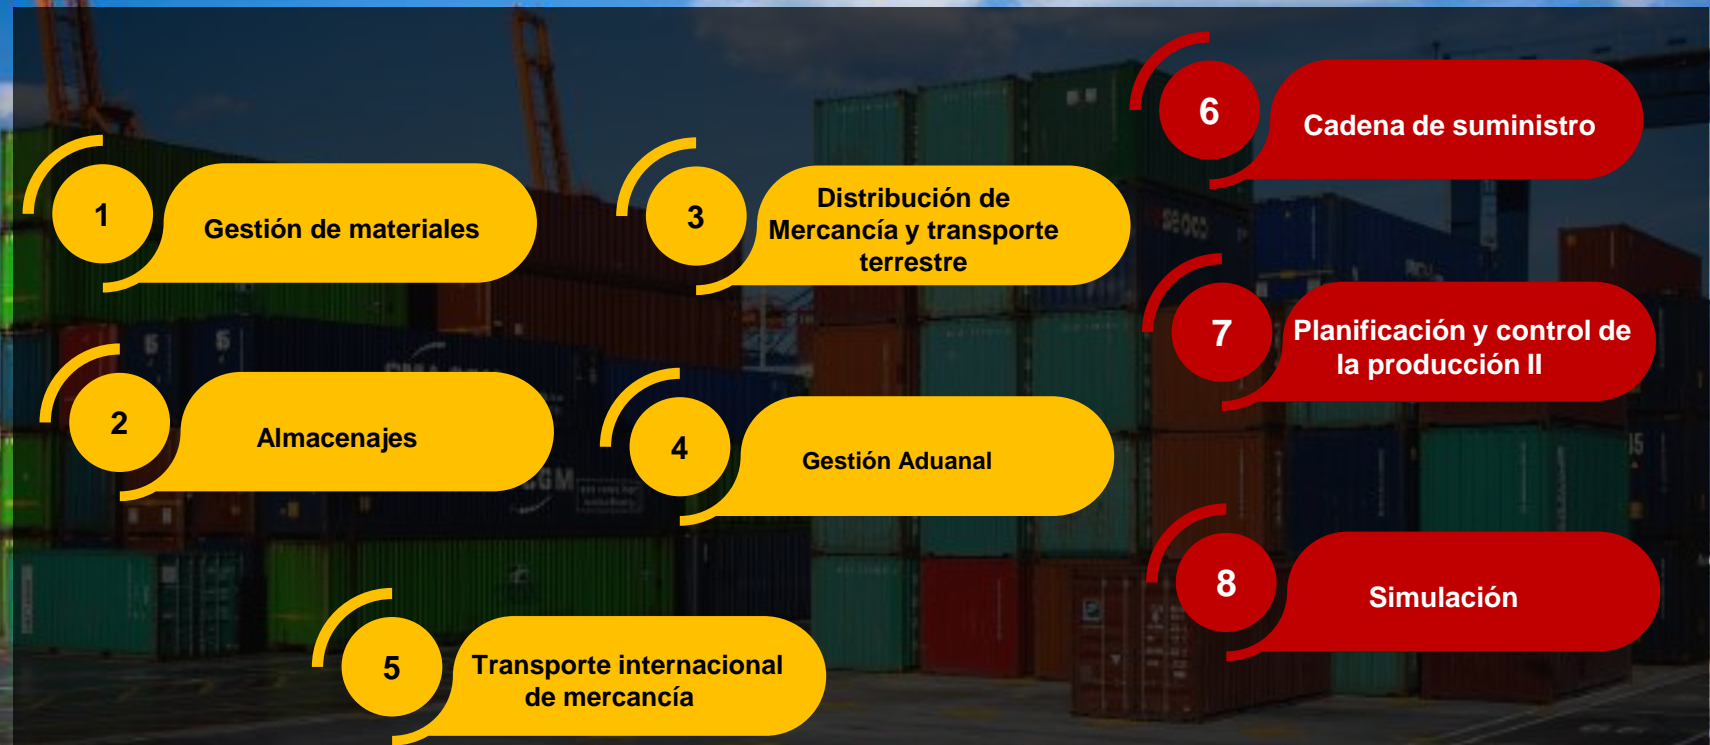 1
Gestión de materiales
2
Almacenajes
3
Distribución de
Mercancía y transporte
terrestre
4
Gestión Aduanal
5
Transporte internacional
de mercancía
6
Cadena de suministro
7
Planificación y control de
la producción II
8
Simulación